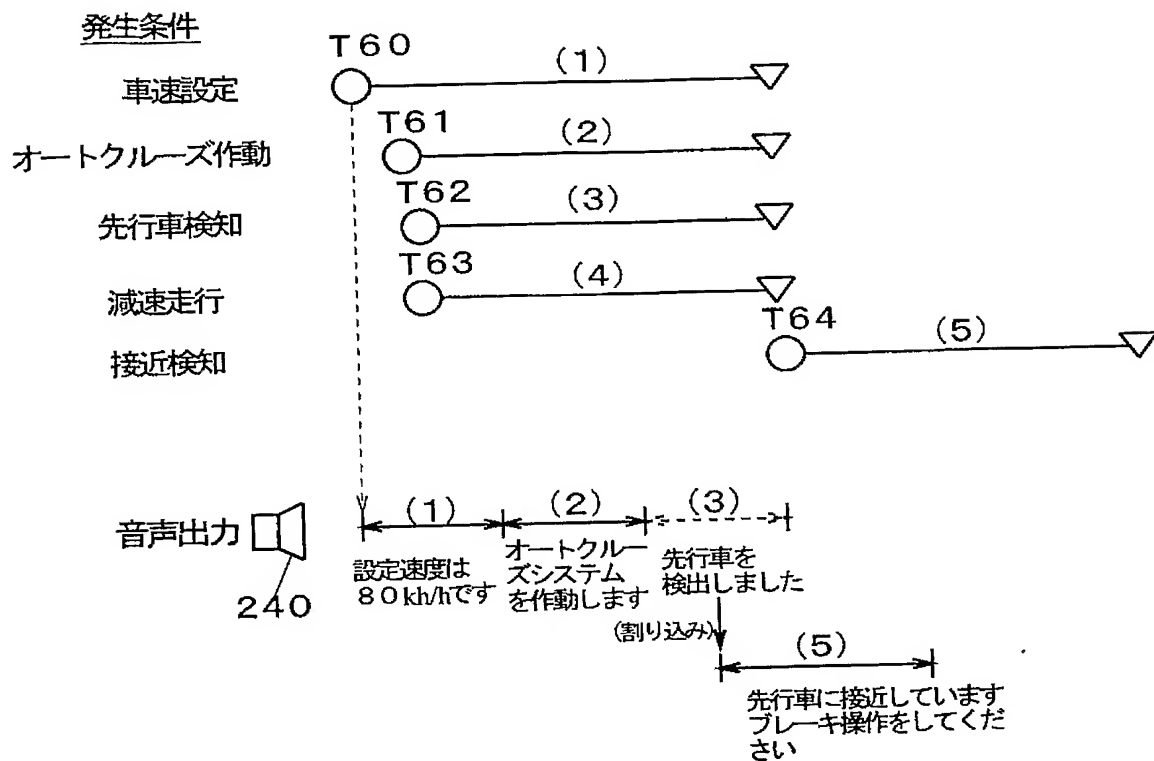 発生条件
T60
(1)
車速設定
T61
(2)
オートクルーズ作動
T62
(3)
先行車検知
T63
(4)
減速走行
T64
(5)
接近検知
音声出力
240
(1)
(2)
(3)
設定速度は
80kh/hです
オートクルー
ズシステム
を作動します
先行車を
検出しました
(割り込み)
(5)
先行車に接近しています
ブレーキ操作をしてくだ
さい